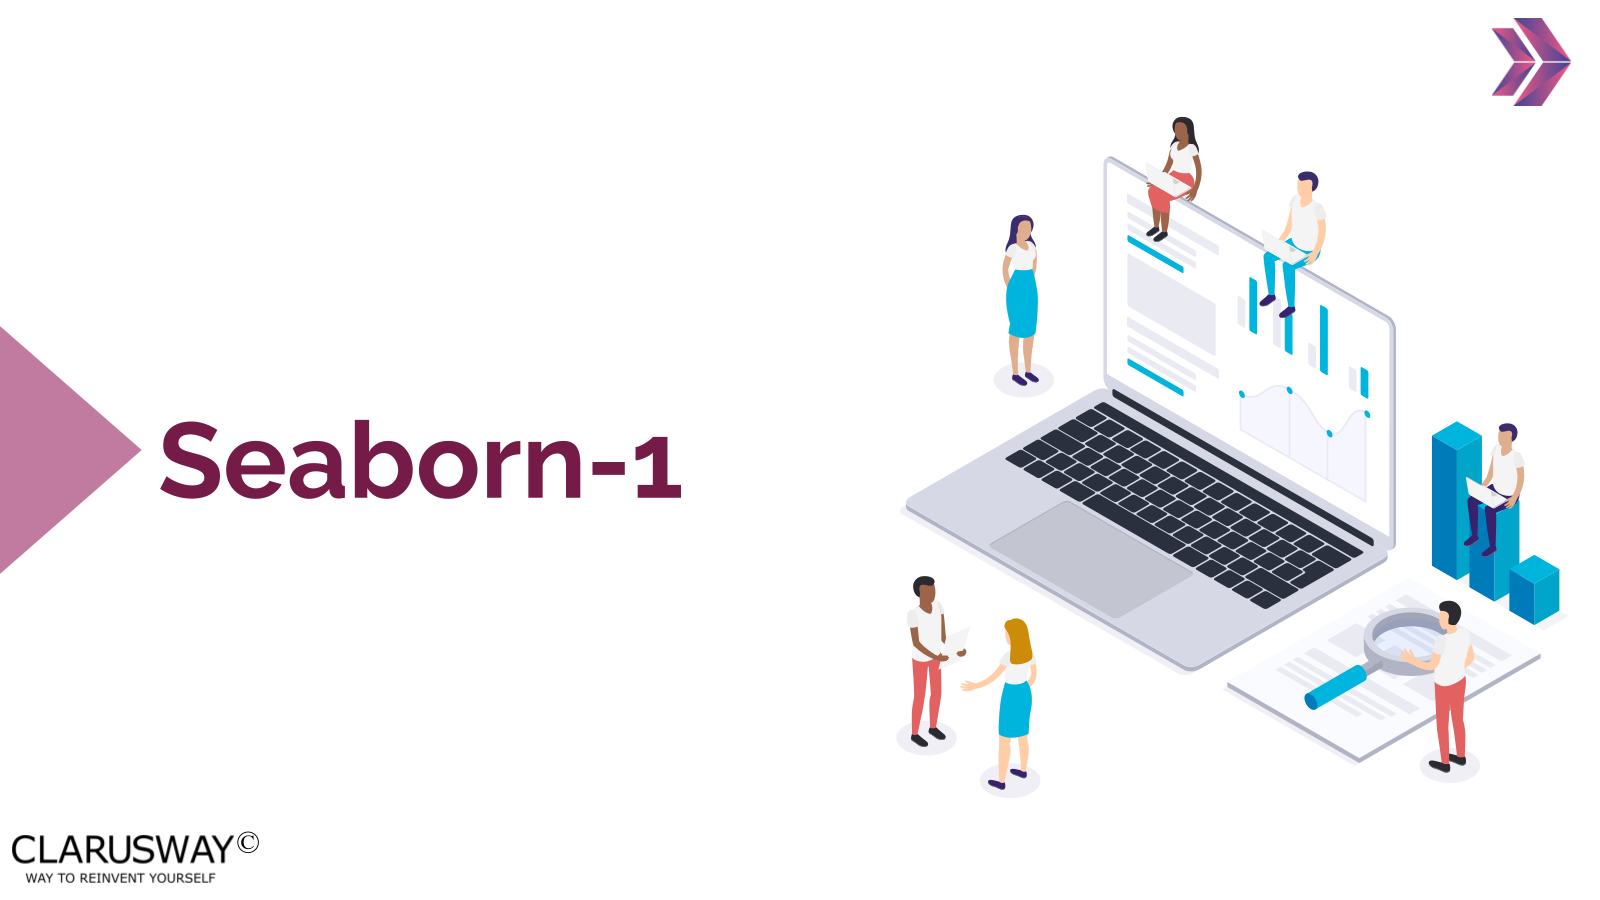 Seaborn-1
CLARUSWAY©
WAY TO REINVENT YOURSELF